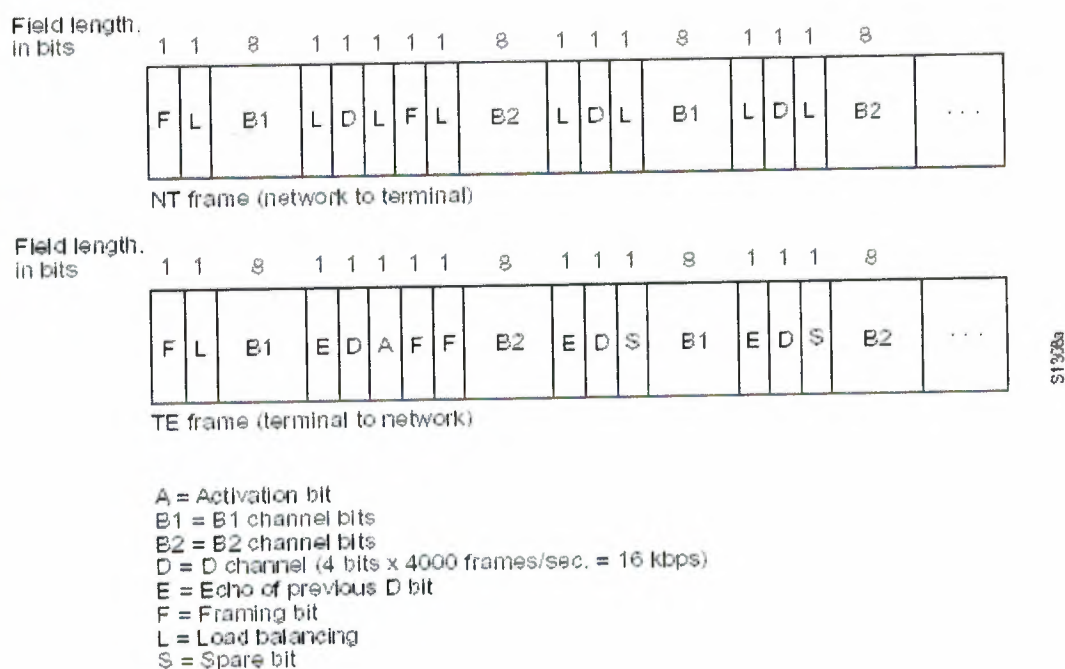 Field length,
in bits
1 1 8 1 1 1 1 1 8 1 1 1 8 1 1 1 8
F L B1 L D L F L B2 L D L B1 L D L B2 ...
NT frame (network to terminal)
Field length,
in bits
1 1 8 1 1 1 1 1 8 1 1 1 8 1 1 1 8
F L B1 E D A F F B2 E D S B1 E D S B2 ...
TE frame (terminal to network)
S1308a
A = Activation bit
B1 = B1 channel bits
B2 = B2 channel bits
D = D channel (4 bits x 4000 frames/sec. = 16 kbps)
E = Echo of previous D bit
F = Framing bit
L = Load balancing
S = Spare bit